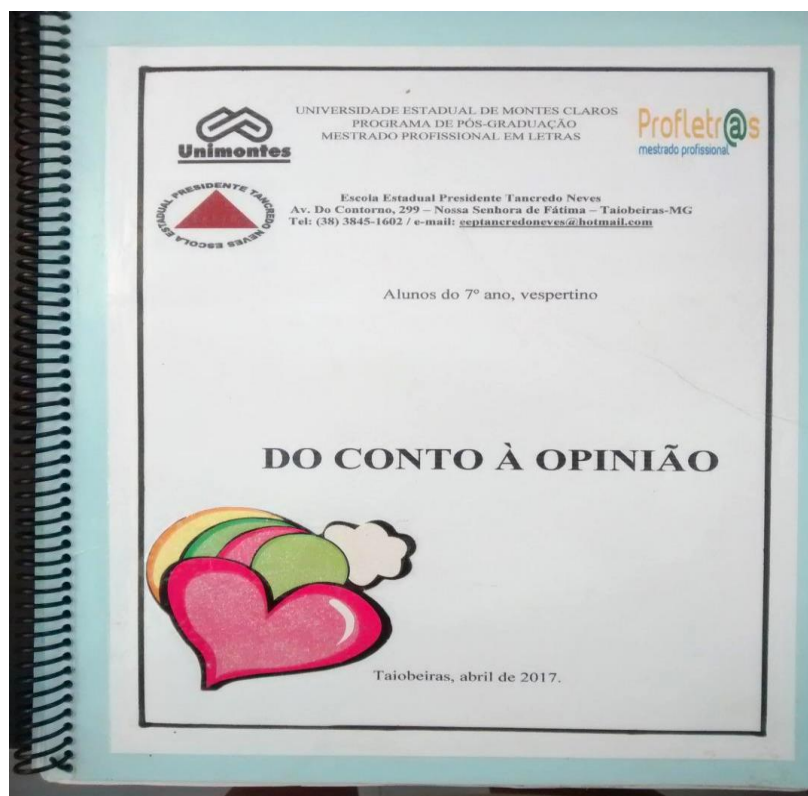 Unimontes
UNIVERSIDADE ESTADUAL DE MONTES CLAROS
PROGRAMA DE PÓS-GRADUAÇÃO
MESTRADO PROFISSIONAL EM LETRAS
Profletr@s
mestrado profissional
ESCOLA ESTADUAL PRESIDENTE TANCREDO NEVES
Escola Estadual Presidente Tancredo Neves
Av. Do Contorno, 299 – Nossa Senhora de Fátima – Taiobeiras-MG
Tel: (38) 3845-1602 / e-mail: eeptancredoneves@hotmail.com
Alunos do 7º ano, vespertino
DO CONTO À OPINIÃO
Taiobeiras, abril de 2017.